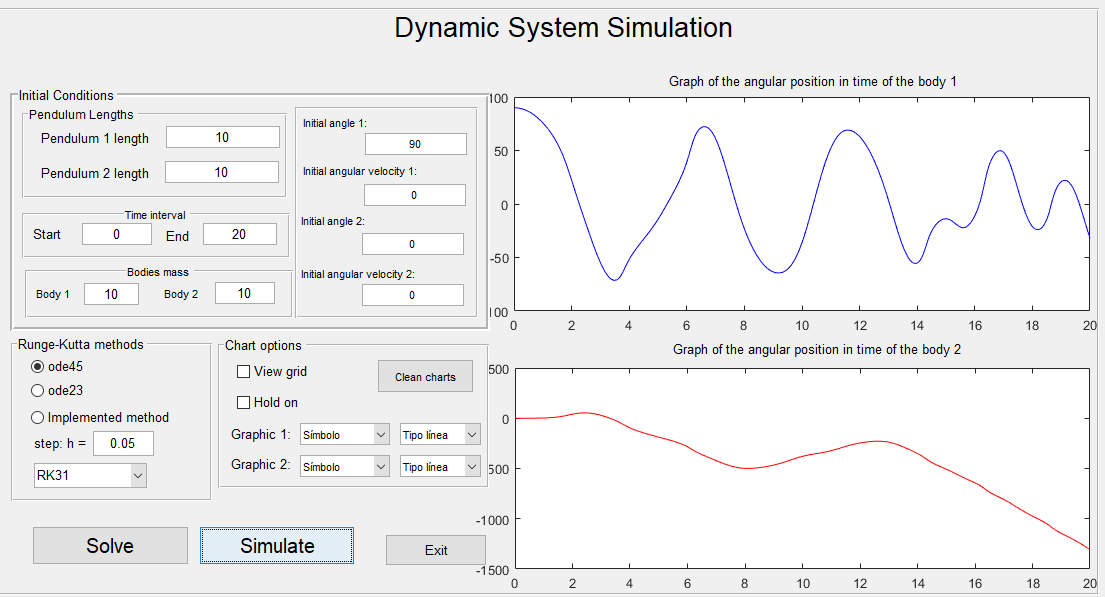 Dynamic System Simulation
Initial Conditions
Pendulum Lengths
Pendulum 1 length 10
Pendulum 2 length 10
Time interval
Start 0 End 20
Bodies mass
Body 1 10 Body 2 10
Initial angle 1:
90
Initial angular velocity 1:
0
Initial angle 2:
0
Initial angular velocity 2:
0
Runge-Kutta methods
ode45
ode23
Implemented method
step: h = 0.05
RK31
Chart options
View grid
Clean charts
Hold on
Graphic 1: Símbolo Tipo línea
Graphic 2: Símbolo Tipo línea
Solve Simulate Exit
Graph of the angular position in time of the body 1
100
50
0
-50
100
0 2 4 6 8 10 12 14 16 18 20
Graph of the angular position in time of the body 2
500
0
500
-1000
-1500
0 2 4 6 8 10 12 14 16 18 20